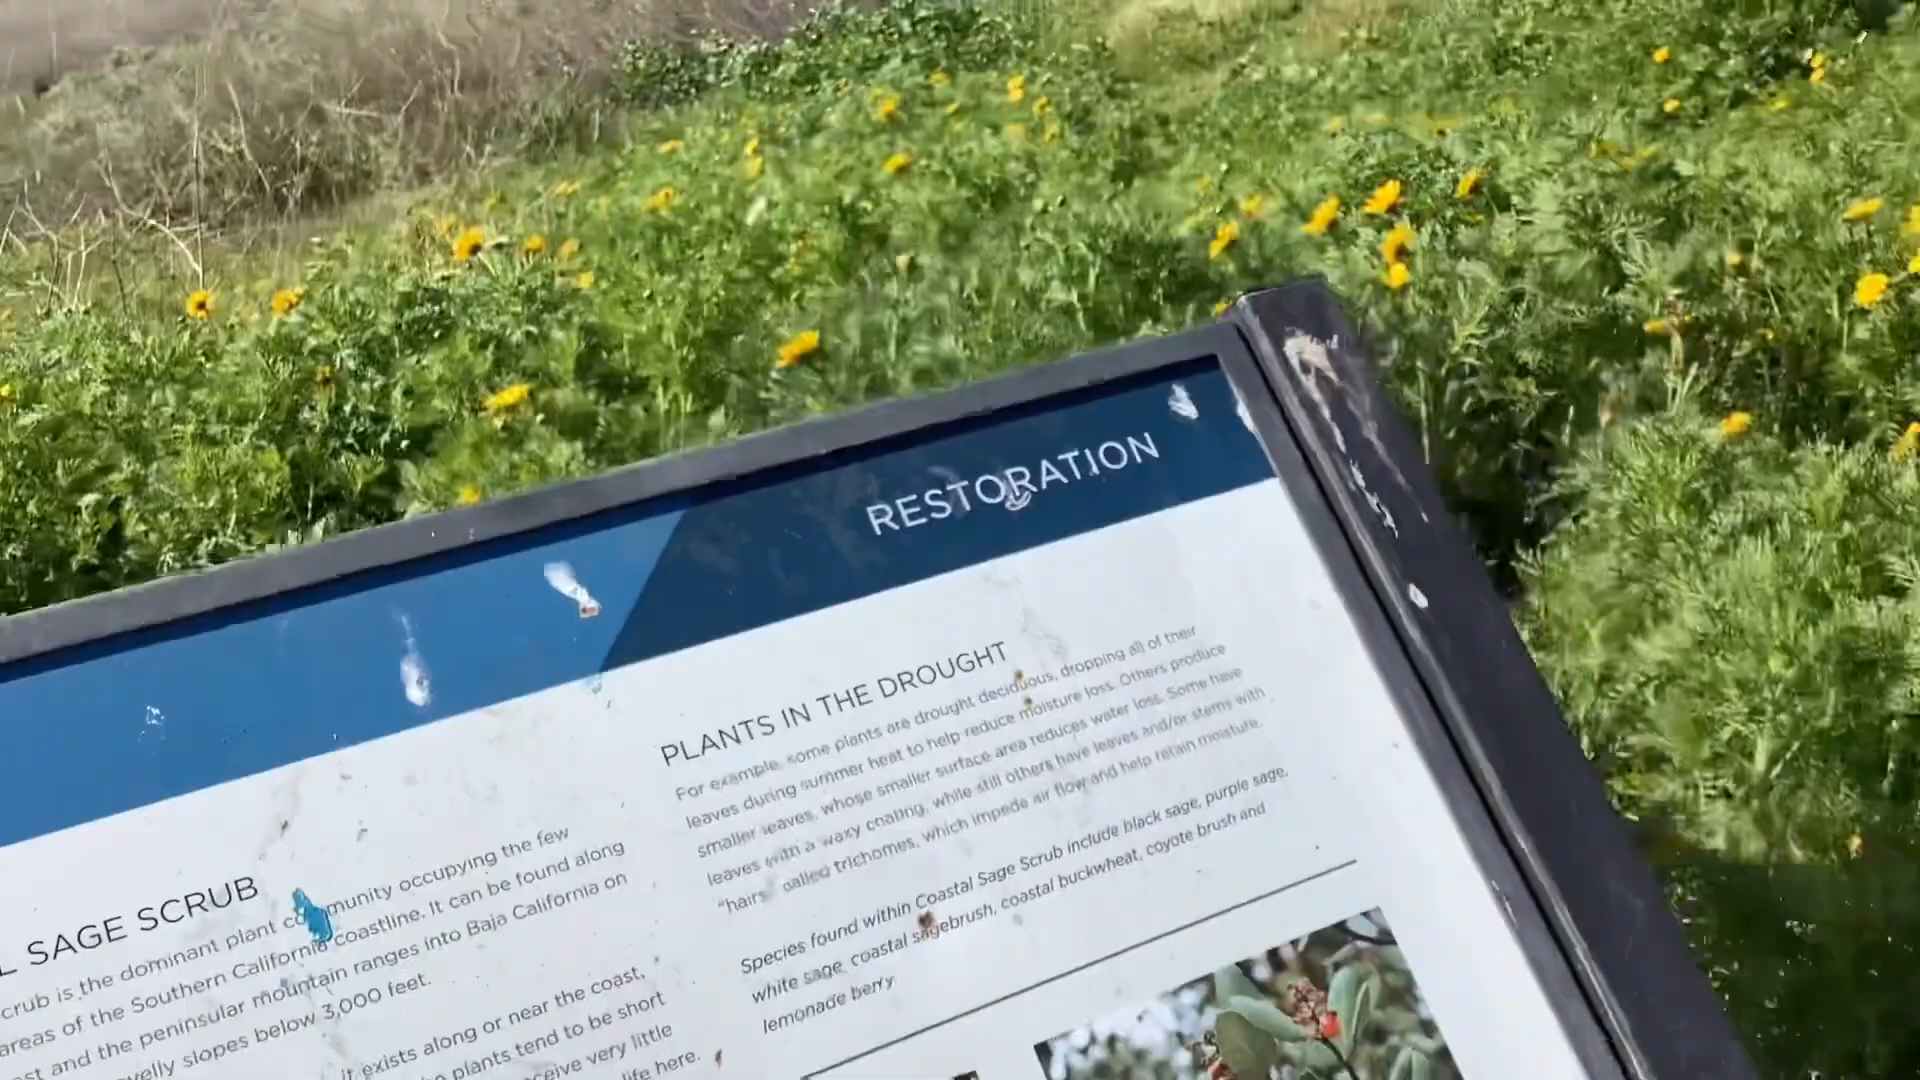 RESTORATION
L SAGE SCRUB
crub is the dominant plant community occupying the few
areas of the Southern California coastline. It can be found along
st and the peninsular mountain ranges into Baja California on
velly slopes below 3,000 feet.
it exists along or near the coast,
plants tend to be short
ceive very little
life here.
PLANTS IN THE DROUGHT
For example, some plants are drought deciduous, dropping all of their
leaves during summer heat to help reduce moisture loss. Others produce
smaller leaves, whose smaller surface area reduces water loss. Some have
leaves with a waxy coating, while still others have leaves and/or stems with
"hairs" called trichomes, which impede air flow and help retain moisture.
Species found within Coastal Sage Scrub include black sage, purple sage,
white sage, coastal sagebrush, coastal buckwheat, coyote brush and
lemonade berry.